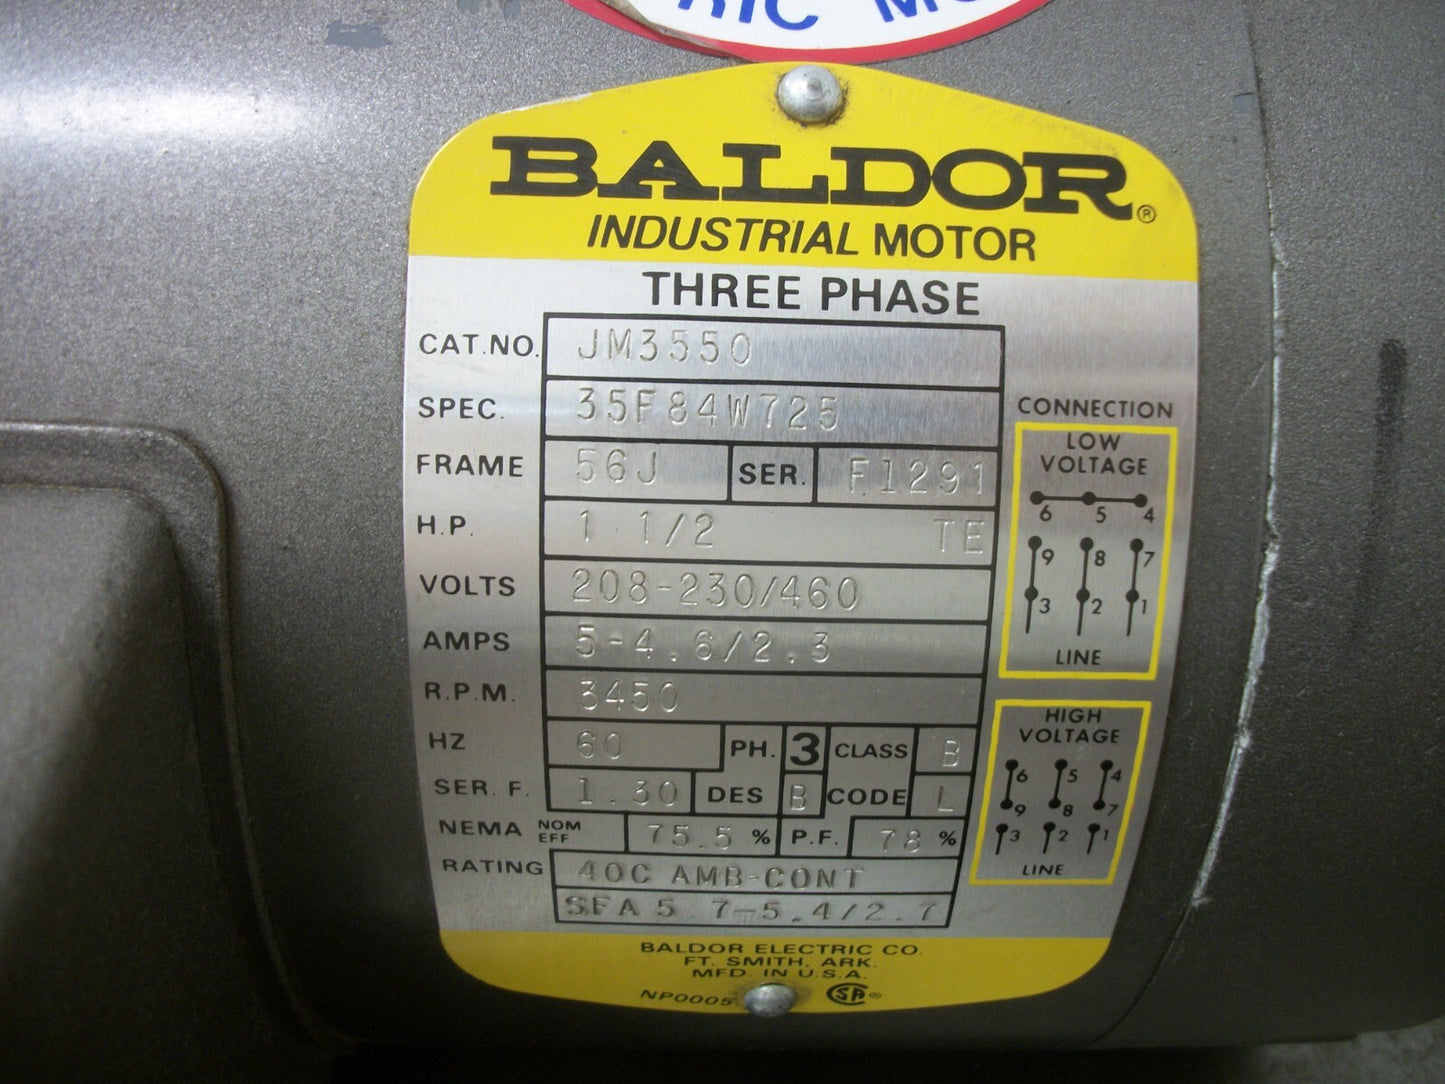 RIC MO
BALDOR®
INDUSTRIAL MOTOR
THREE PHASE
CAT.NO. JM3550
SPEC. 35F84W725
FRAME 56J SER. F1291
H.P. 1 1/2 TE
VOLTS 208-230/460
AMPS 5-4.6/2.3
R.P.M. 3450
HZ 60 PH. 3 CLASS B
SER. F. 1.30 DES B CODE L
NEMA NOM EFF. 75.5 % P.F. 78 %
RATING 40C AMB-CONT
SFA 5.7-5.4/2.7
CONNECTION
LOW
VOLTAGE
6 5 4
9 8 7
3 2 1
LINE
HIGH
VOLTAGE
6 5 4
9 8 7
3 2 1
LINE
BALDOR ELECTRIC CO.
FT. SMITH, ARK.
MFD. IN U.S.A.
NP0005 SA®